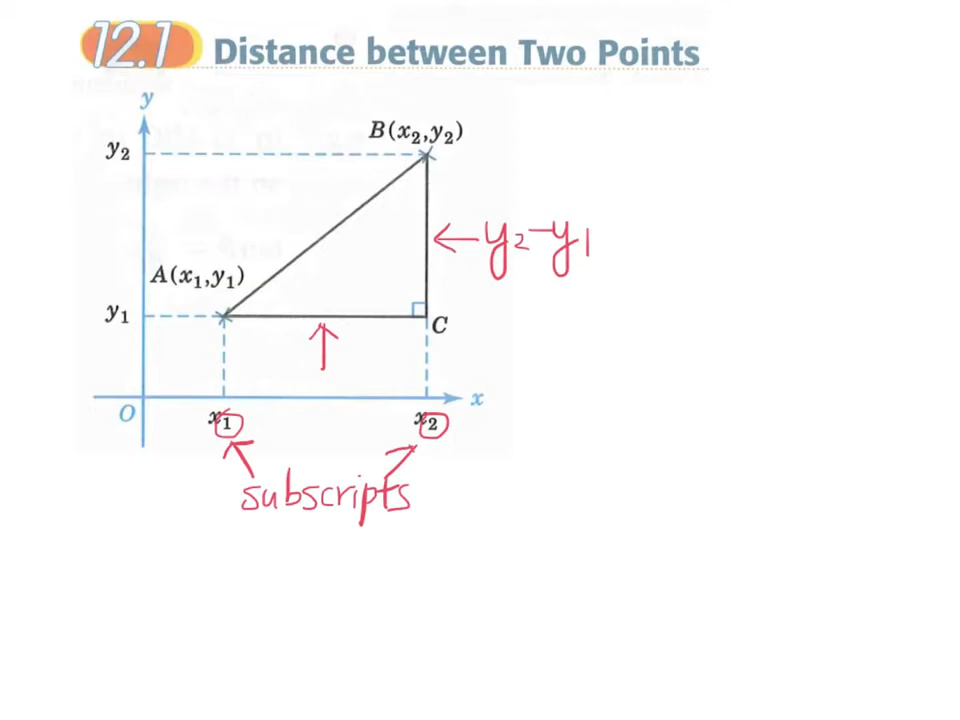 12.1 Distance between Two Points
y
B(x₂,y₂)
y₂
← y₂-y₁
A(x₁,y₁)
y₁
C
↑
x
O
x₁ x₂
subscripts